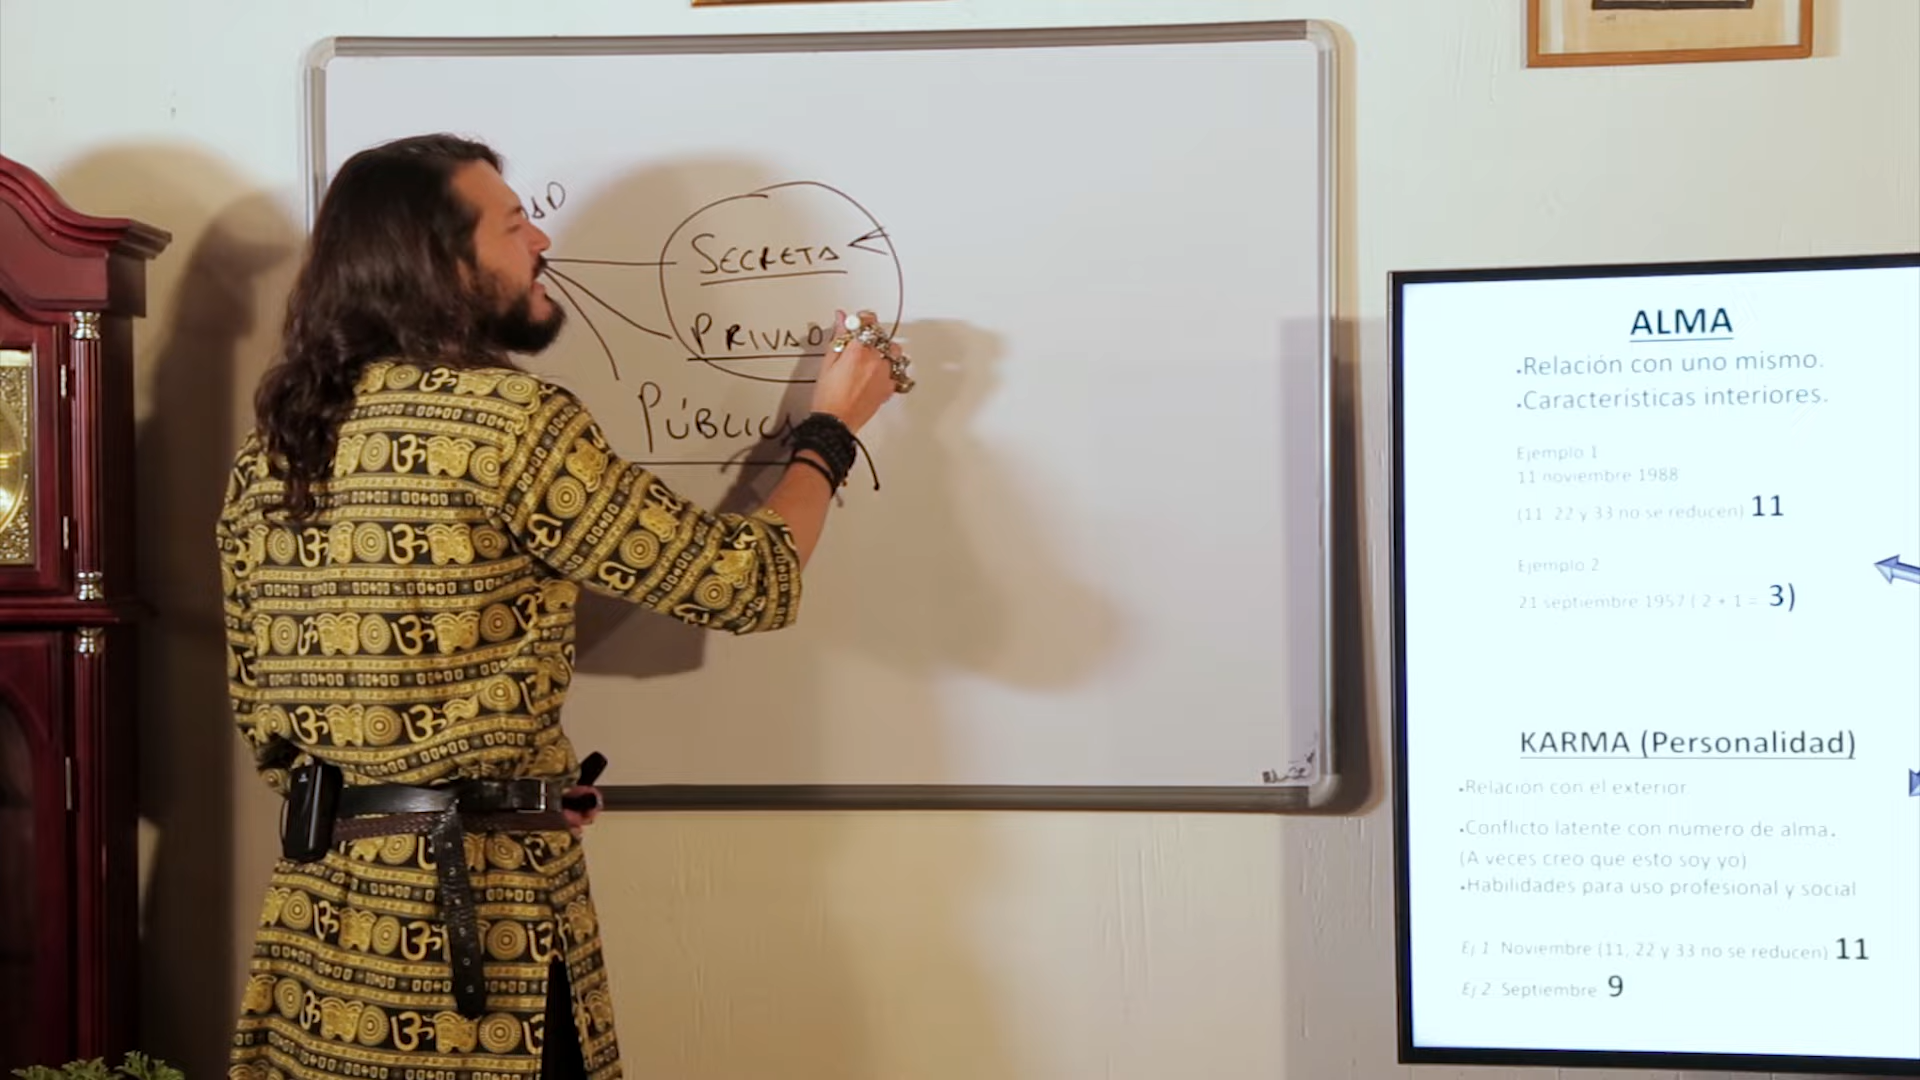 SECRETA
PRIVAD
PÚBLIC
ALMA
.Relación con uno mismo.
.Características interiores.
Ejemplo 1
11 noviembre 1988
(11, 22 y 33 no se reducen) 11
Ejemplo 2
21 septiembre 1957 ( 2 + 1 = 3)
KARMA (Personalidad)
.Relación con el exterior
.Conflicto latente con numero de alma.
(A veces creo que esto soy yo)
.Habilidades para uso profesional y social
Ej 1 Noviembre (11, 22 y 33 no se reducen) 11
Ej 2 Septiembre 9